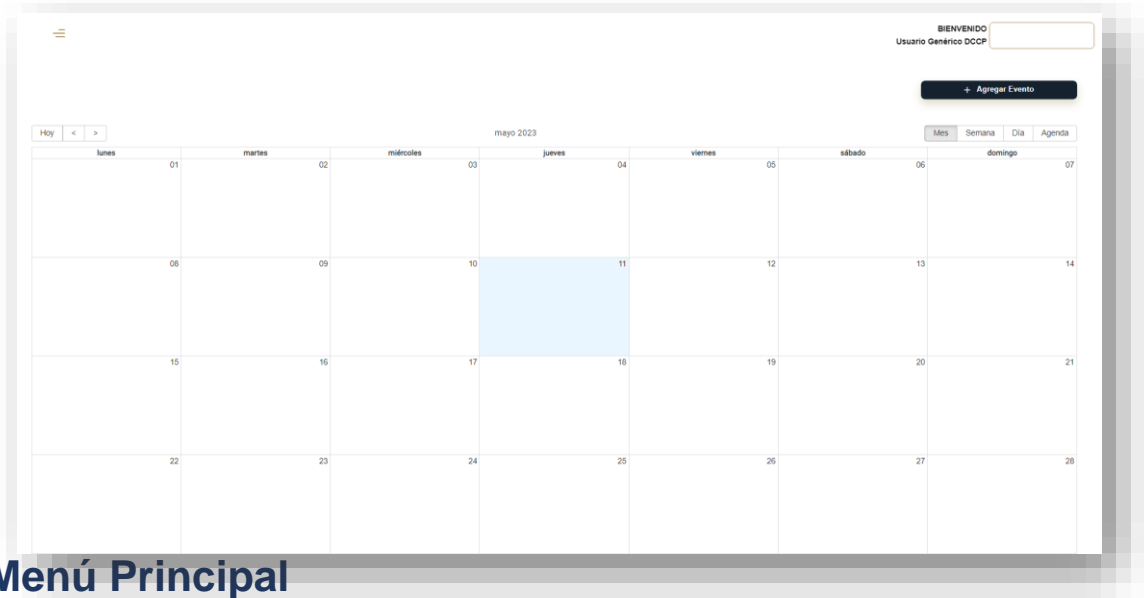 BIENVENIDO
Usuario Genérico DCCP
+ Agregar Evento
Hoy < > mayo 2023 Mes Semana Día Agenda
lunes martes miércoles jueves viernes sábado domingo
01 02 03 04 05 06 07
08 09 10 11 12 13 14
15 16 17 18 19 20 21
22 23 24 25 26 27 28
Menú Principal